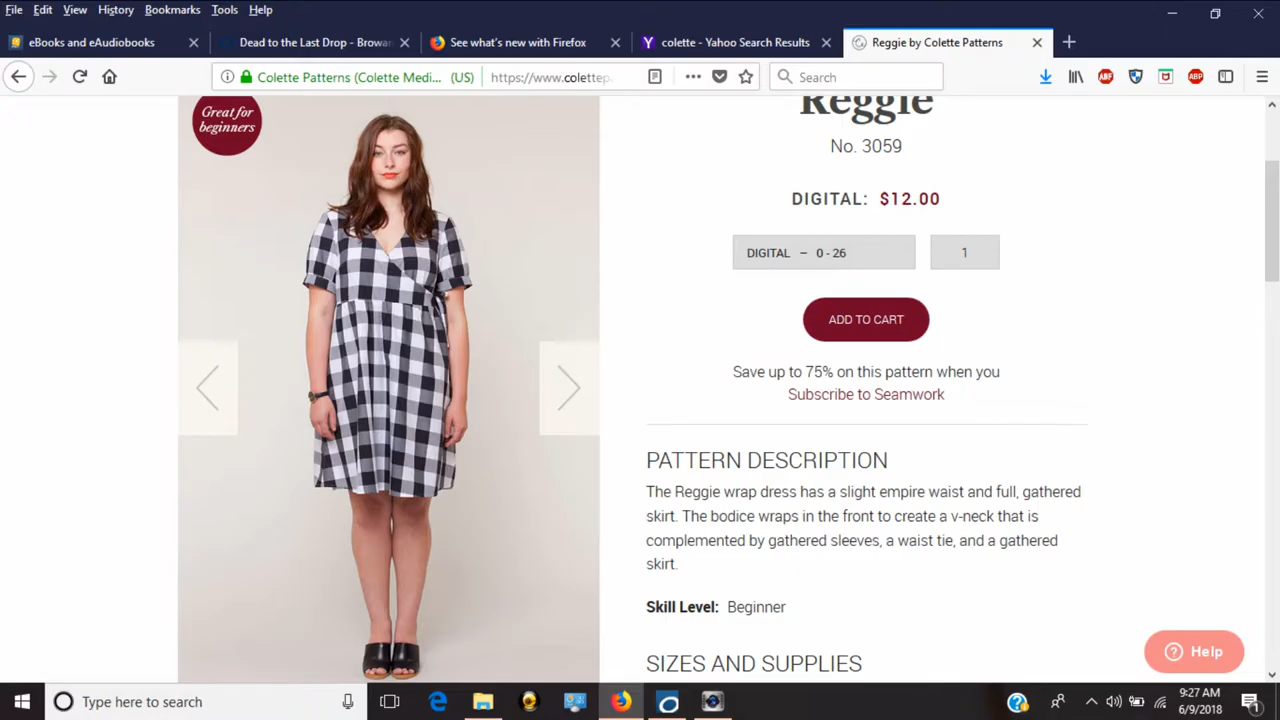 File Edit View History Bookmarks Tools Help
eBooks and eAudiobooks
Dead to the Last Drop - Browar
See what's new with Firefox
colette - Yahoo Search Results
Reggie by Colette Patterns
Colette Patterns (Colette Medi... (US)
https://www.colettep
Search
Great for
beginners
Reggie
No. 3059
DIGITAL: $12.00
DIGITAL – 0 - 26
1
ADD TO CART
Save up to 75% on this pattern when you
Subscribe to Seamwork
PATTERN DESCRIPTION
The Reggie wrap dress has a slight empire waist and full, gathered
skirt. The bodice wraps in the front to create a v-neck that is
complemented by gathered sleeves, a waist tie, and a gathered
skirt.
Skill Level: Beginner
SIZES AND SUPPLIES
Help
Type here to search
9:27 AM
6/9/2018